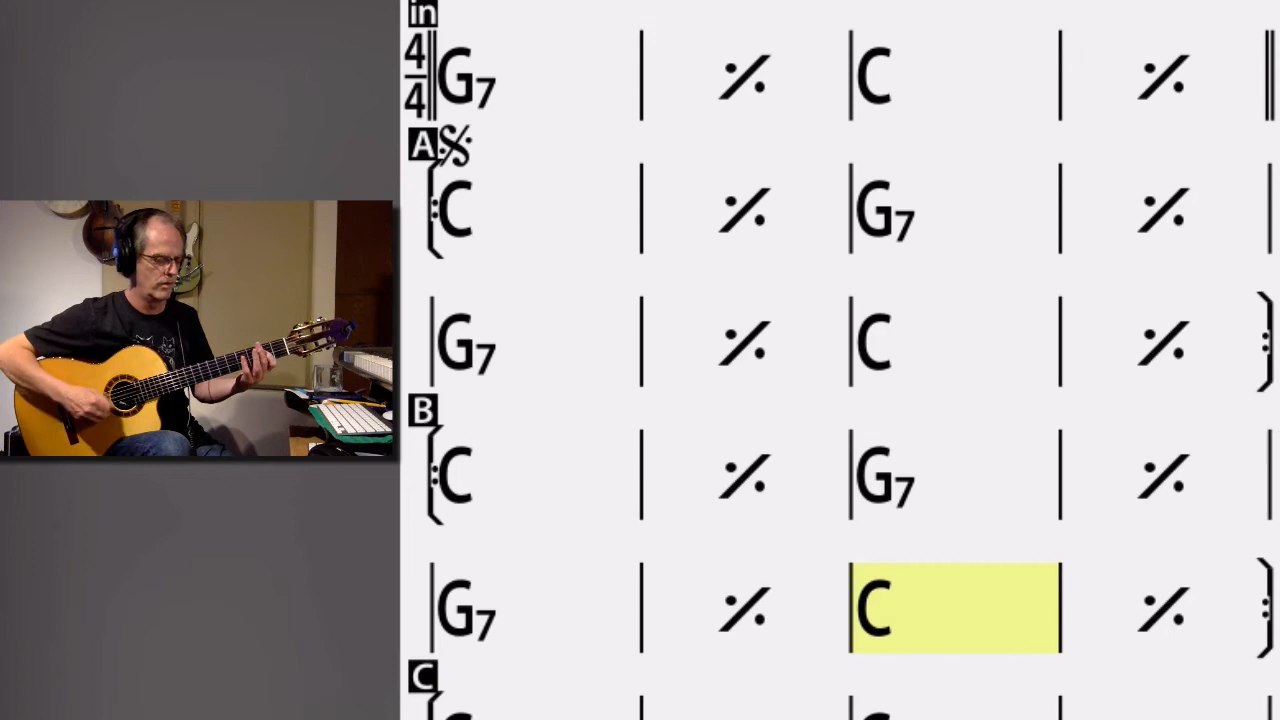 in
4/4 G7 | 𝄎 | C | 𝄎
A 𝄋
C | 𝄎 | G7 | 𝄎
G7 | 𝄎 | C | 𝄎
B
C | 𝄎 | G7 | 𝄎
G7 | 𝄎 | C | 𝄎
C